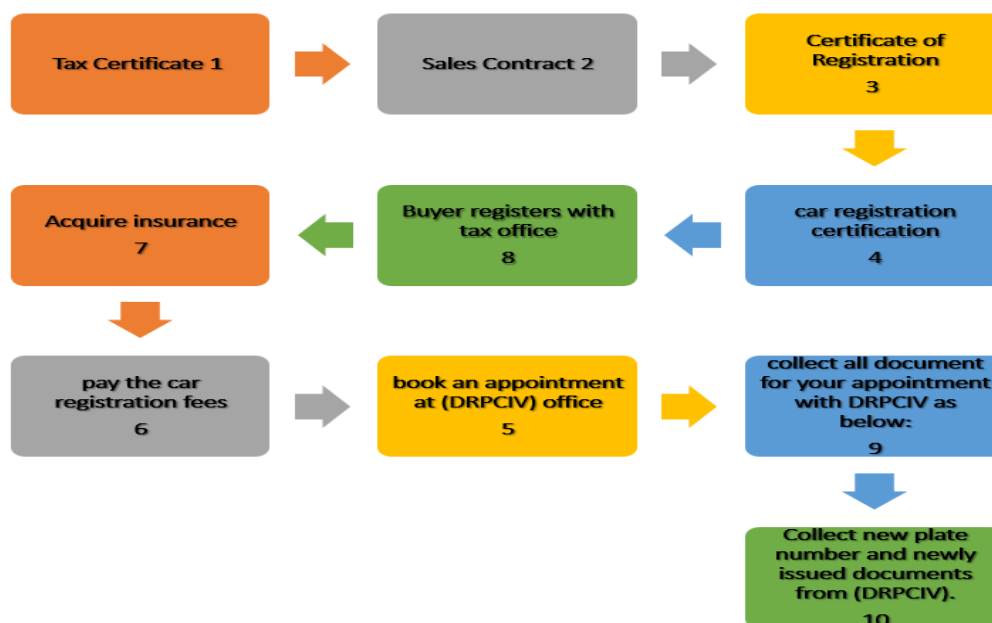 Tax Certificate 1
Sales Contract 2
Certificate of
Registration
3
Acquire insurance
7
Buyer registers with
tax office
8
car registration
certification
4
pay the car
registration fees
6
book an appointment
at (DRPCIV) office
5
collect all document
for your appointment
with DRPCIV as
below:
9
Collect new plate
number and newly
issued documents
from (DRPCIV).
10